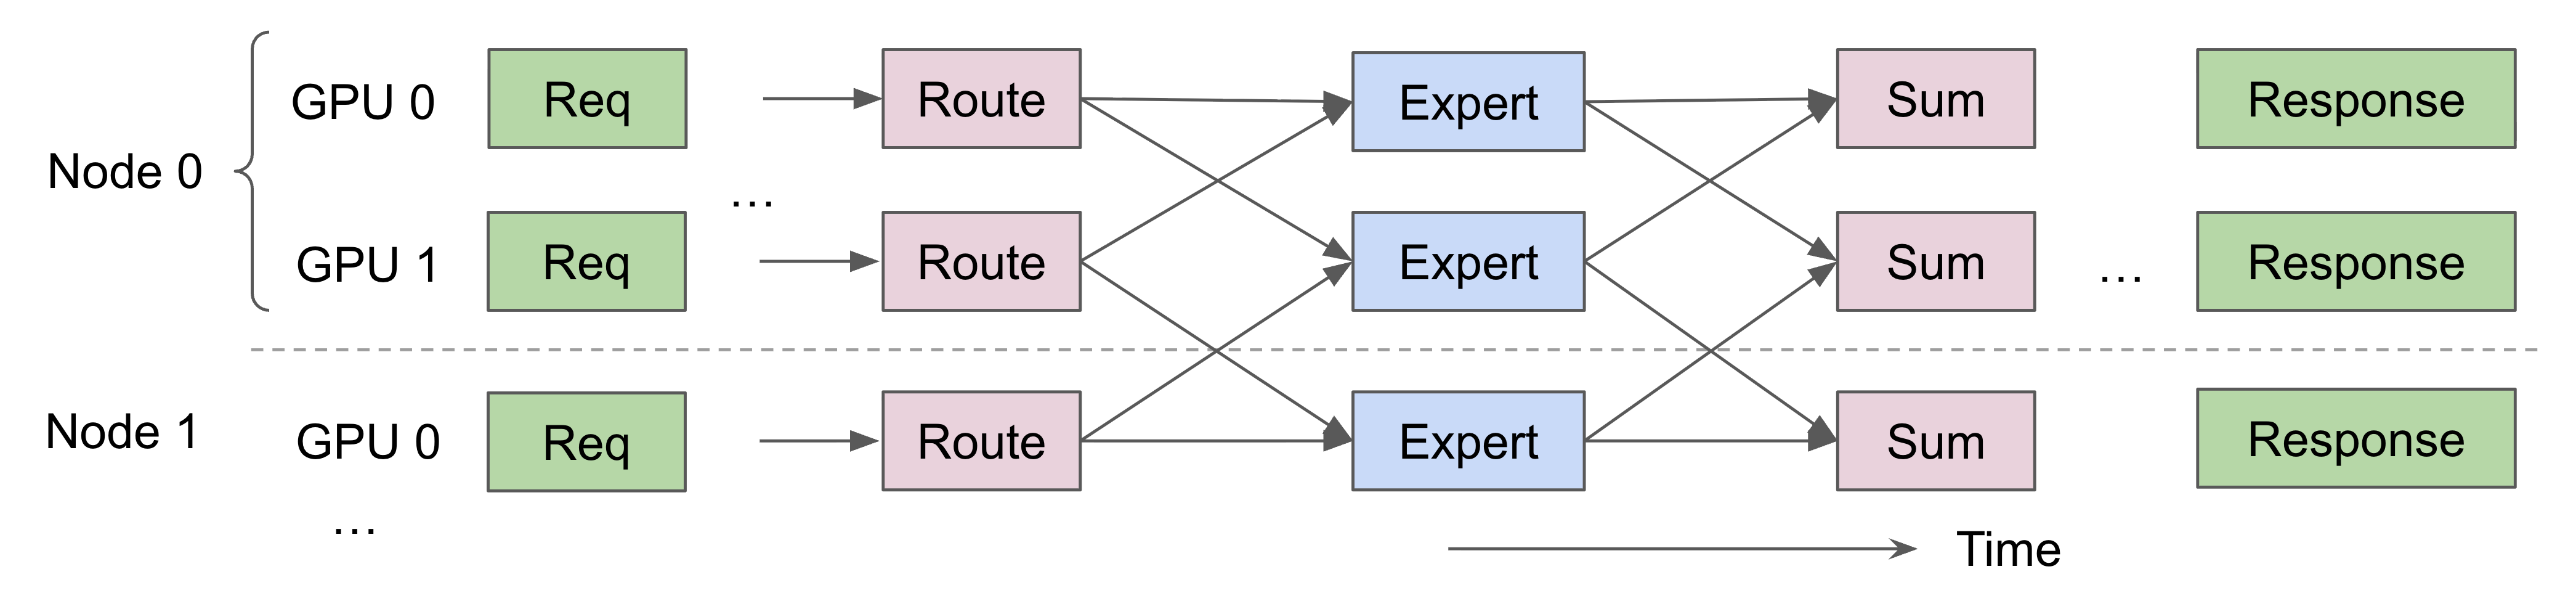 GPU 0 Req Route Expert Sum Response
Node 0
...
GPU 1 Req Route Expert Sum ... Response
Node 1 GPU 0 Req Route Expert Sum Response
...
Time